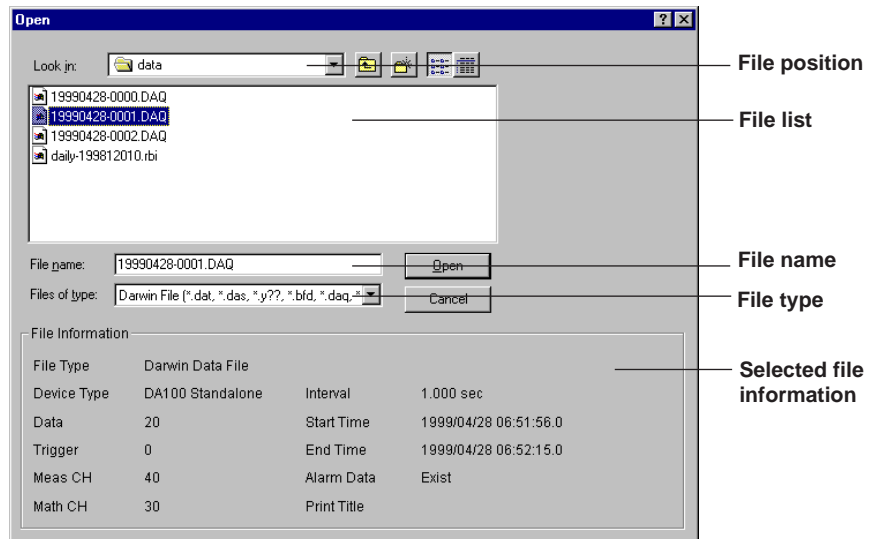 Open
Look in: data
File position
19990428-0000.DAQ
19990428-0001.DAQ
19990428-0002.DAQ
daily-199812010.rbi
File list
File name: 19990428-0001.DAQ Open
File name
Files of type: Darwin File (*.dat, *.das, *.y??, *.bfd, *.daq, * Cancel
File type
File Information
File Type Darwin Data File
Selected file
information
Device Type DA100 Standalone Interval 1.000 sec
Data 20 Start Time 1999/04/28 06:51:56.0
Trigger 0 End Time 1999/04/28 06:52:15.0
Meas CH 40 Alarm Data Exist
Math CH 30 Print Title